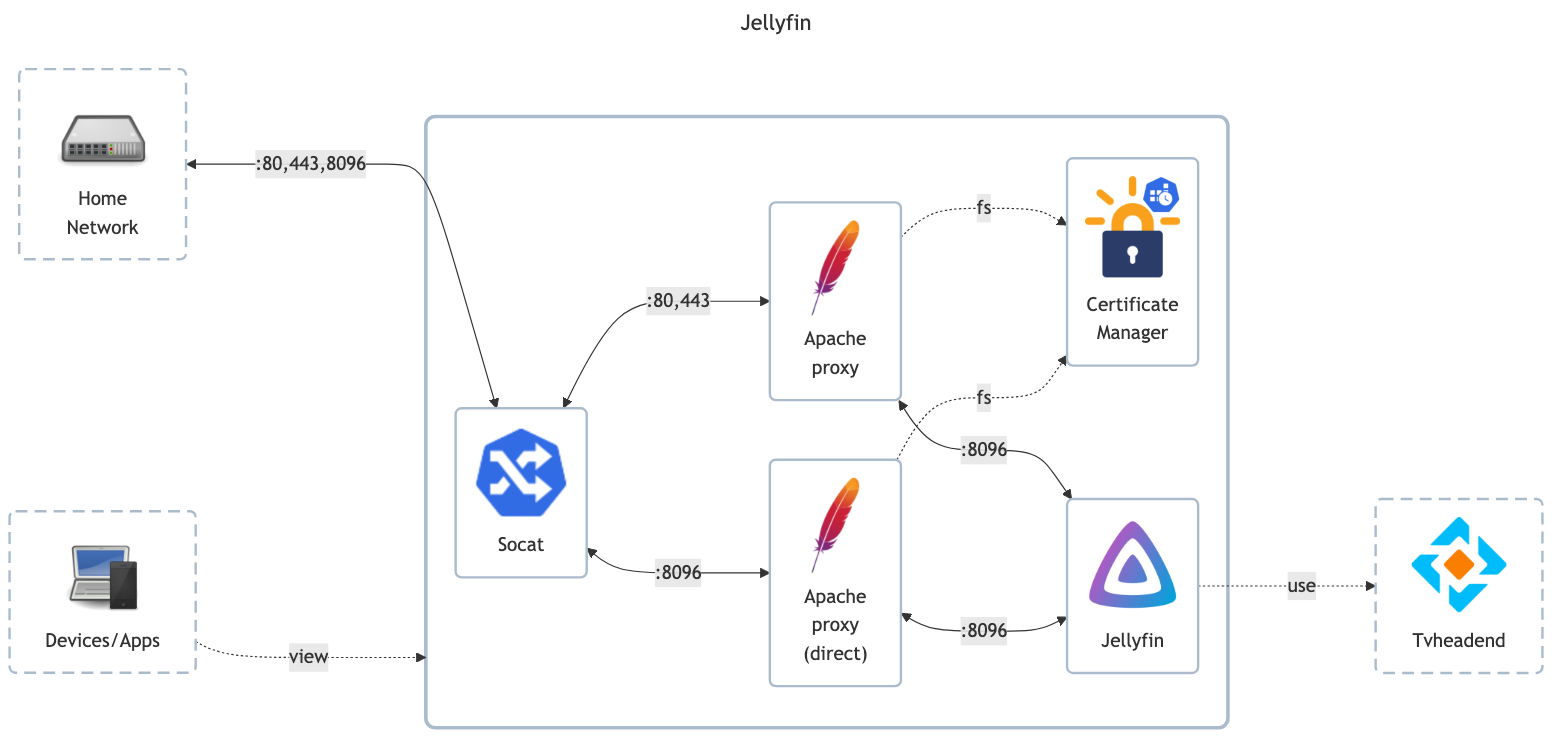 Jellyfin
Home
Network
:80,443,8096
fs
Certificate
Manager
:80,443
Apache
proxy
fs
:8096
Socat
:8096
Apache
proxy
(direct)
:8096
Jellyfin
use
Tvheadend
Devices/Apps
view